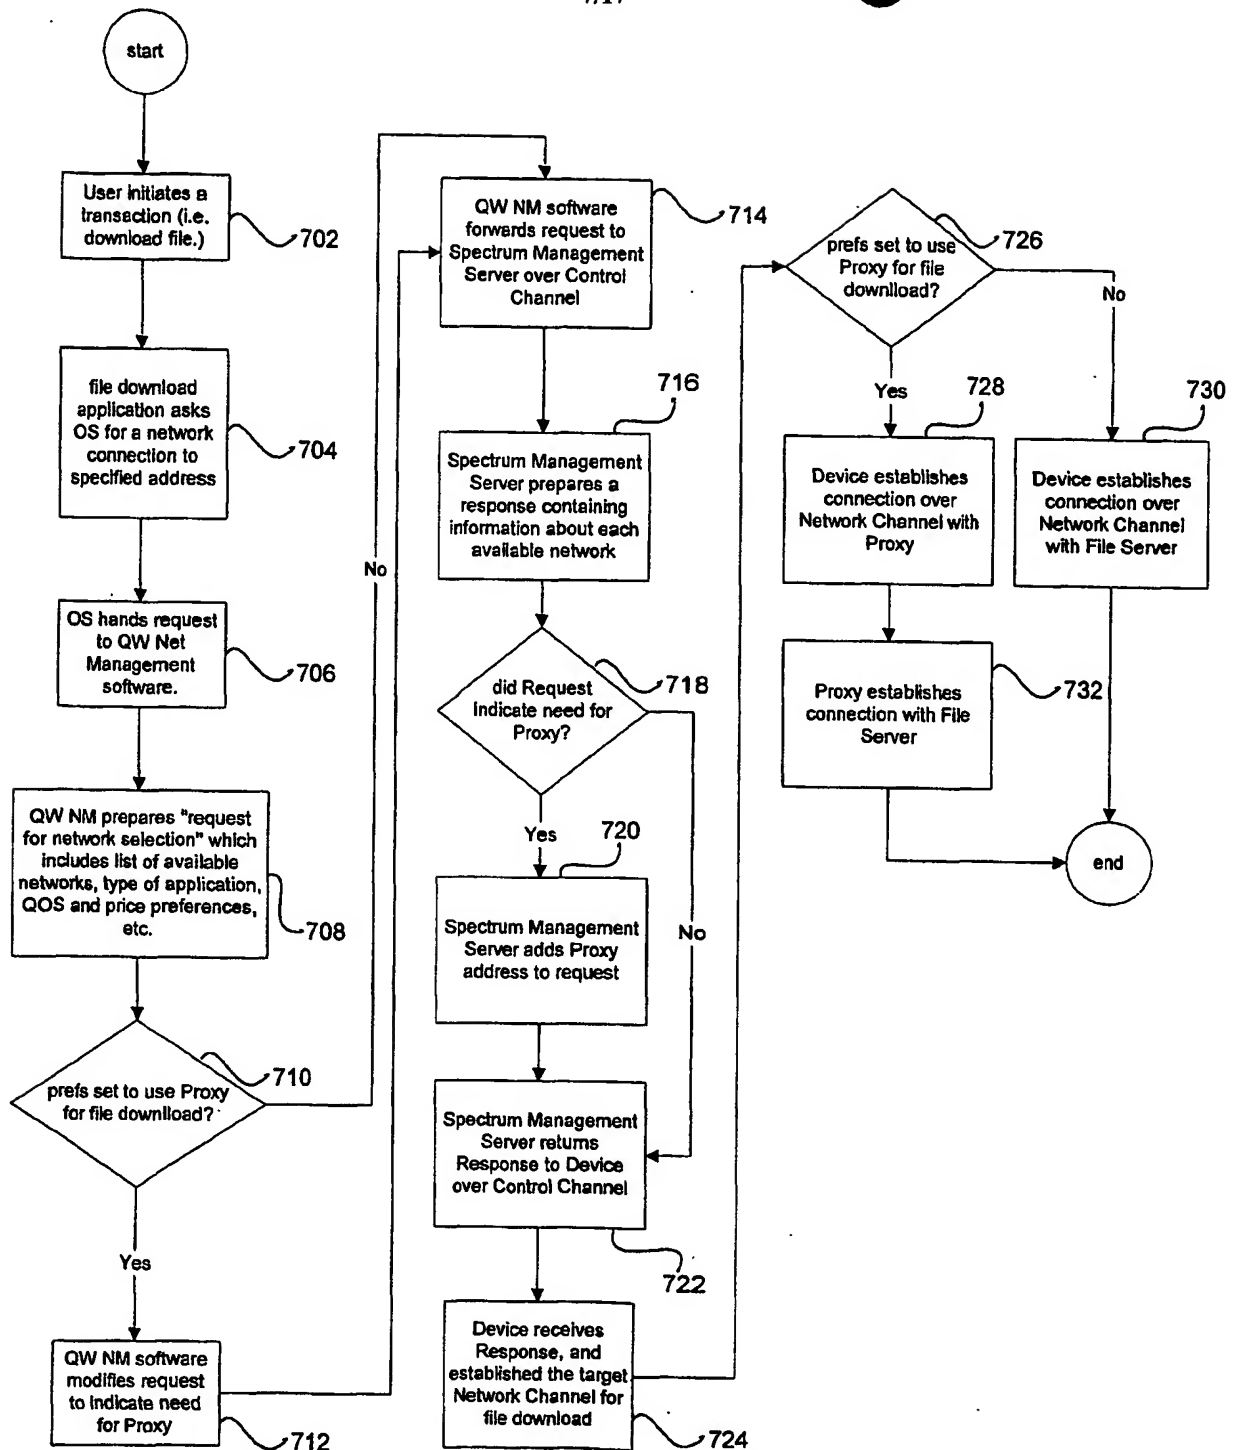 start
User initiates a
transaction (i.e.
download file.)
702
file download
application asks
OS for a network
connection to
specified address
704
OS hands request
to QW Net
Management
software.
706
QW NM prepares "request
for network selection" which
includes list of available
networks, type of application,
QOS and price preferences,
etc.
708
prefs set to use Proxy
for file downlload?
710
No
Yes
QW NM software
modifies request
to indicate need
for Proxy
712
QW NM software
forwards request to
Spectrum Management
Server over Control
Channel
714
716
Spectrum Management
Server prepares a
response containing
information about each
available network
did Request
Indicate need for
Proxy?
718
Yes
No
720
Spectrum Management
Server adds Proxy
address to request
Spectrum Management
Server returns
Response to Device
over Control Channel
722
Device receives
Response, and
established the target
Network Channel for
file download
724
prefs set to use
Proxy for file
downlload?
726
No
Yes
728
Device establishes
connection over
Network Channel with
Proxy
730
Device establishes
connection over
Network Channel
with File Server
Proxy establishes
connection with File
Server
732
end